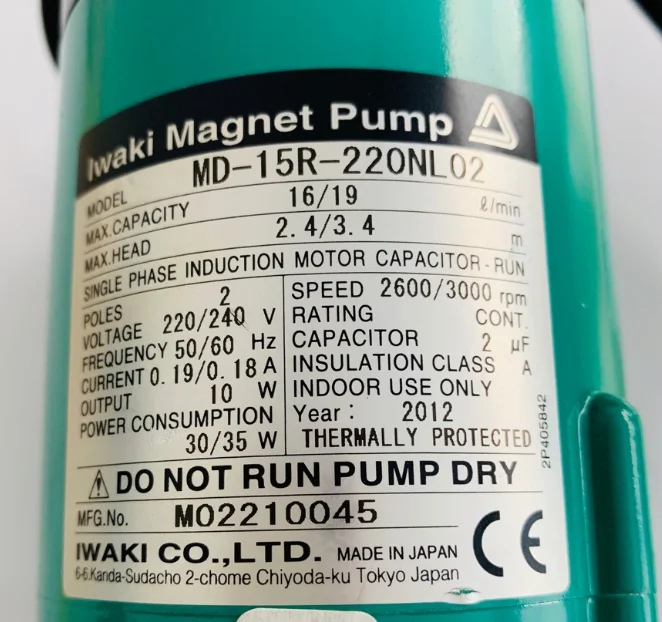 Iwaki Magnet Pump
MODEL MD-15R-220NL02
MAX.CAPACITY 16/19 ℓ/min
MAX.HEAD 2.4/3.4 m
SINGLE PHASE INDUCTION MOTOR CAPACITOR-RUN
POLES 2
VOLTAGE 220/240 V
FREQUENCY 50/60 Hz
CURRENT 0.19/0.18 A
OUTPUT 10 W
POWER CONSUMPTION
30/35 W
SPEED 2600/3000 rpm
RATING CONT.
CAPACITOR 2 µF
INSULATION CLASS A
INDOOR USE ONLY
Year: 2012
THERMALLY PROTECTED
2P405842
DO NOT RUN PUMP DRY
MFG.No. M02210045
IWAKI CO.,LTD. MADE IN JAPAN
6-6.Kanda-Sudacho 2-chome Chiyoda-ku Tokyo Japan
CE